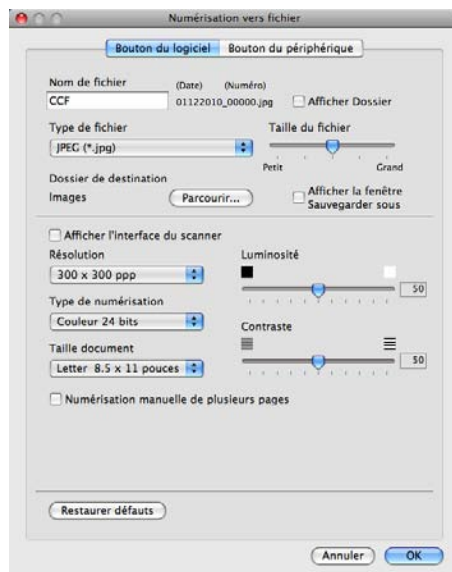 Numérisation vers fichier
Bouton du logiciel Bouton du périphérique
Nom de fichier (Date) (Numéro)
CCF 01122010_00000.jpg Afficher Dossier
Type de fichier Taille du fichier
JPEG (*.jpg)
Petit Grand
Dossier de destination
Images Parcourir... Afficher la fenêtre
Sauvegarder sous
Afficher l'interface du scanner
Résolution Luminosité
300 x 300 ppp 50
Type de numérisation
Couleur 24 bits Contraste
Taille document
Letter 8.5 x 11 pouces 50
Numérisation manuelle de plusieurs pages
Restaurer défauts
Annuler OK